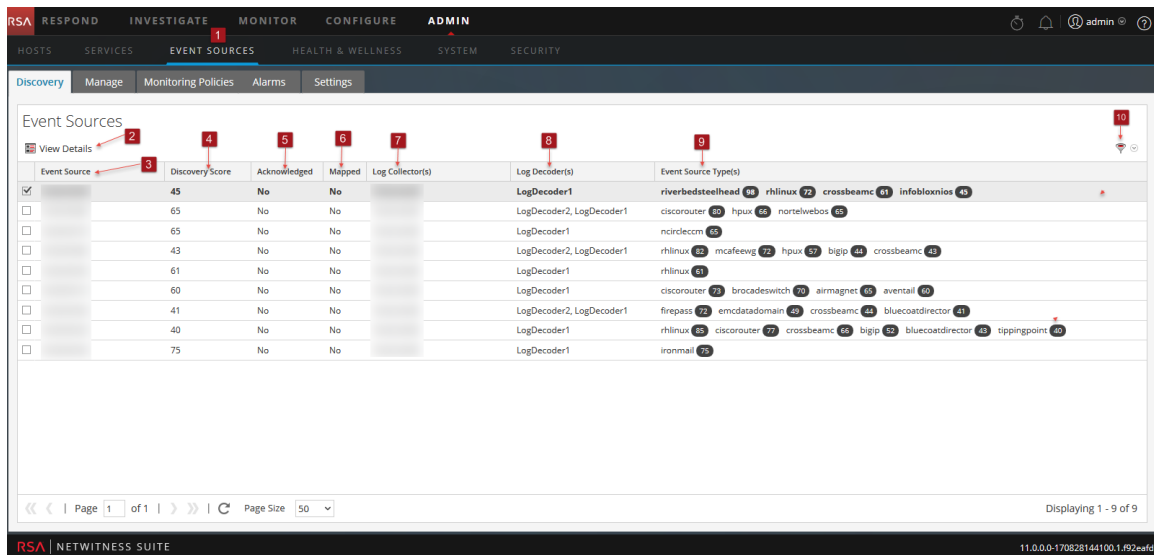 RSA RESPOND INVESTIGATE MONITOR CONFIGURE ADMIN admin ?
1
HOSTS SERVICES EVENT SOURCES HEALTH & WELLNESS SYSTEM SECURITY
Discovery Manage Monitoring Policies Alarms Settings
Event Sources
2 3 4 5 6 7 8 9 10
View Details
Event Source Discovery Score Acknowledged Mapped Log Collector(s) Log Decoder(s) Event Source Type(s)
45 No No LogDecoder1 riverbedsteelhead 98 rhlinux 72 crossbeamc 61 infobloxnios 45
65 No No LogDecoder2, LogDecoder1 ciscorouter 80 hpux 66 nortelwebos 65
65 No No LogDecoder1 ncircleccm 65
43 No No LogDecoder2, LogDecoder1 rhlinux 82 mcafeewg 72 hpux 57 bigip 44 crossbeamc 43
61 No No LogDecoder1 rhlinux 61
60 No No LogDecoder1 ciscorouter 73 brocadeswitch 70 airmagnet 65 aventail 60
41 No No LogDecoder2, LogDecoder1 firepass 72 emcdatadomain 49 crossbeamc 44 bluecoatdirector 41
40 No No LogDecoder1 rhlinux 85 ciscorouter 77 crossbeamc 66 bigip 52 bluecoatdirector 43 tippingpoint 40
75 No No LogDecoder1 ironmail 75
Page 1 of 1 Page Size 50 Displaying 1 - 9 of 9
RSA NETWITNESS SUITE 11.0.0.0-170828144100.1.f92eafd